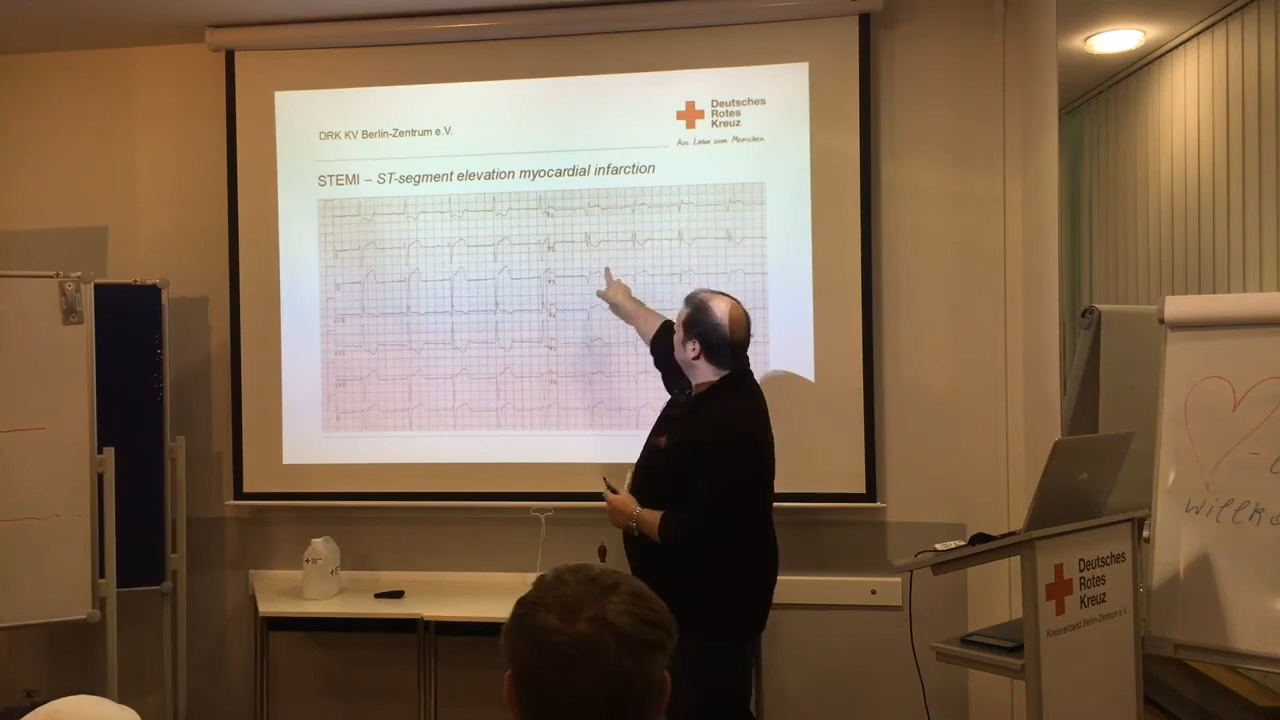 DRK KV Berlin-Zentrum e.V.
Deutsches
Rotes
Kreuz
Aus Liebe zum Menschen.
STEMI – ST-segment elevation myocardial infarction
Deutsches
Rotes
Kreuz
Kreisverband Berlin-Zentrum e.V.